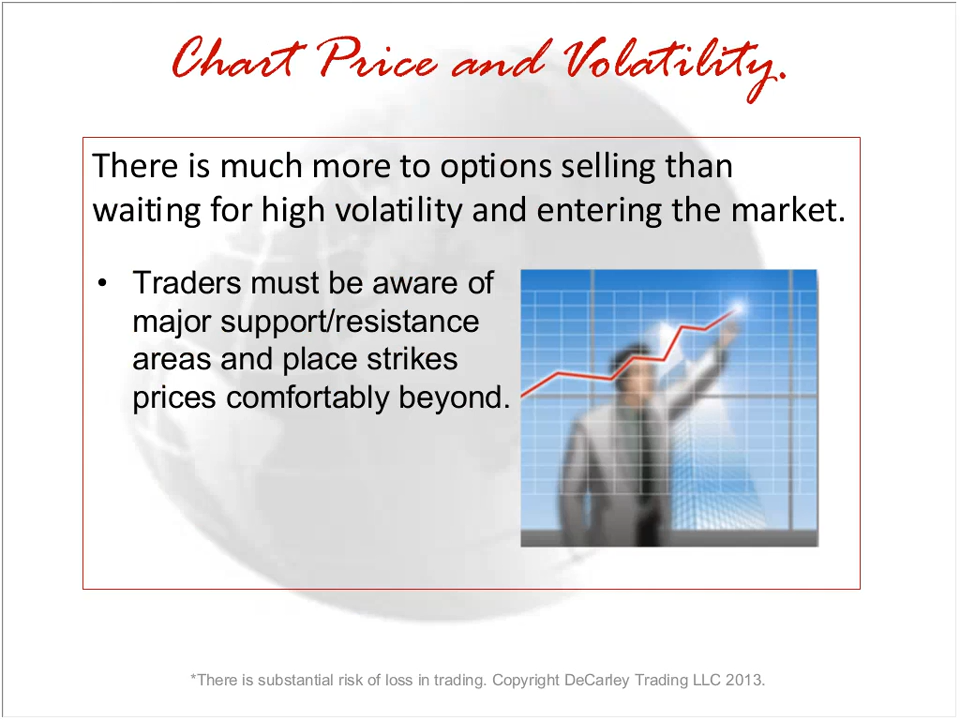 Chart Price and Volatility.
There is much more to options selling than
waiting for high volatility and entering the market.
• Traders must be aware of
major support/resistance
areas and place strikes
prices comfortably beyond.
*There is substantial risk of loss in trading. Copyright DeCarley Trading LLC 2013.